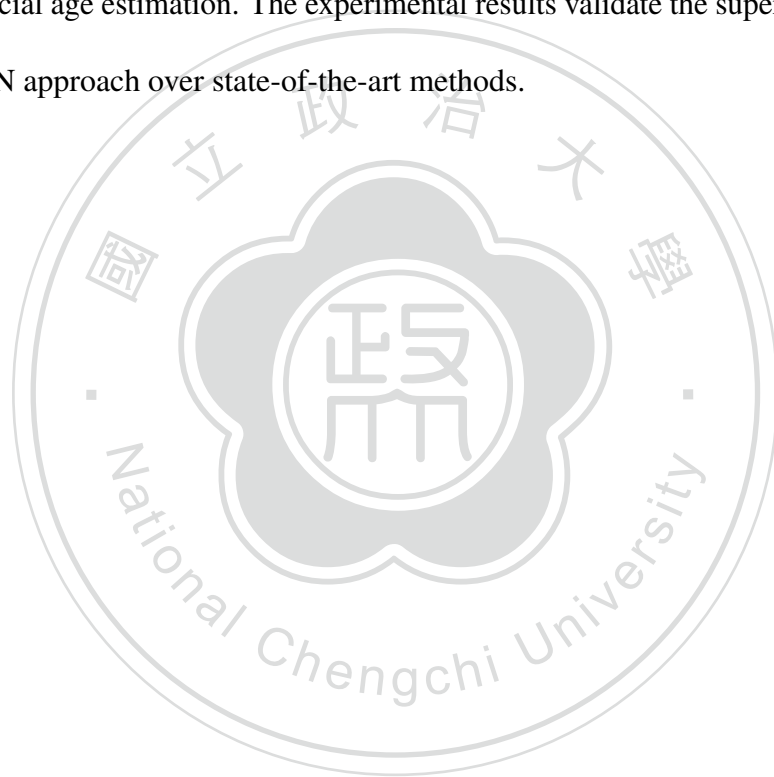 cial age estimation. The experimental results validate the super
N approach over state-of-the-art methods.
國立政治大學
政
National Chengchi University